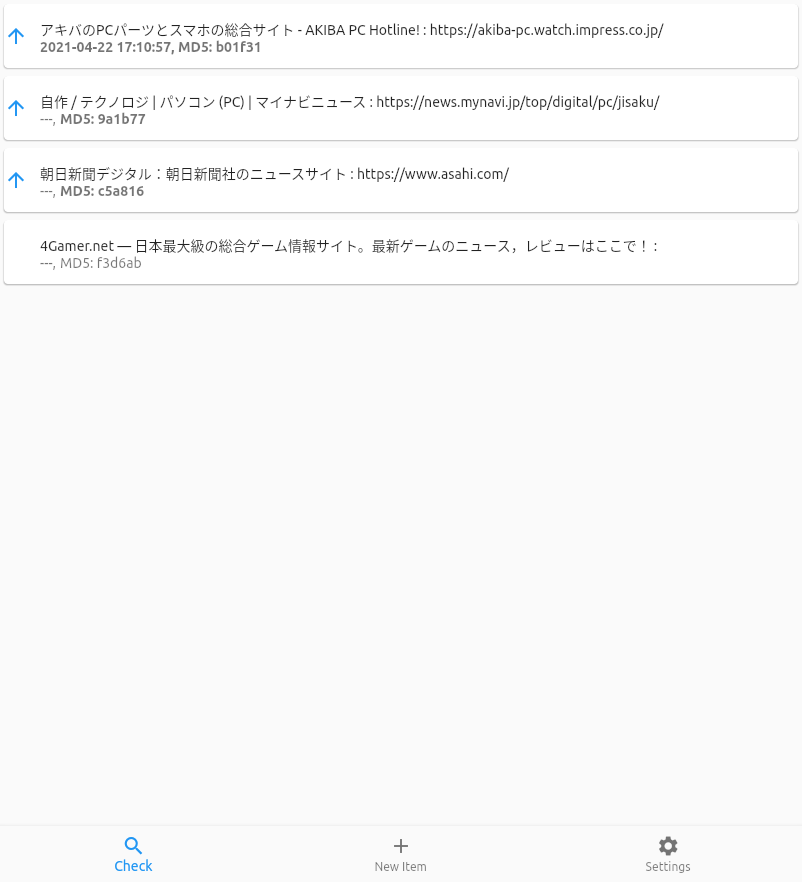 アキバのPCパーツとスマホの総合サイト - AKIBA PC Hotline! : https://akiba-pc.watch.impress.co.jp/
2021-04-22 17:10:57, MD5: b01f31
自作 / テクノロジ | パソコン (PC) | マイナビニュース : https://news.mynavi.jp/top/digital/pc/jisaku/
---, MD5: 9a1b77
朝日新聞デジタル：朝日新聞社のニュースサイト : https://www.asahi.com/
---, MD5: c5a816
4Gamer.net ― 日本最大級の総合ゲーム情報サイト。最新ゲームのニュース，レビューはここで！ :
---, MD5: f3d6ab
Check
New Item
Settings